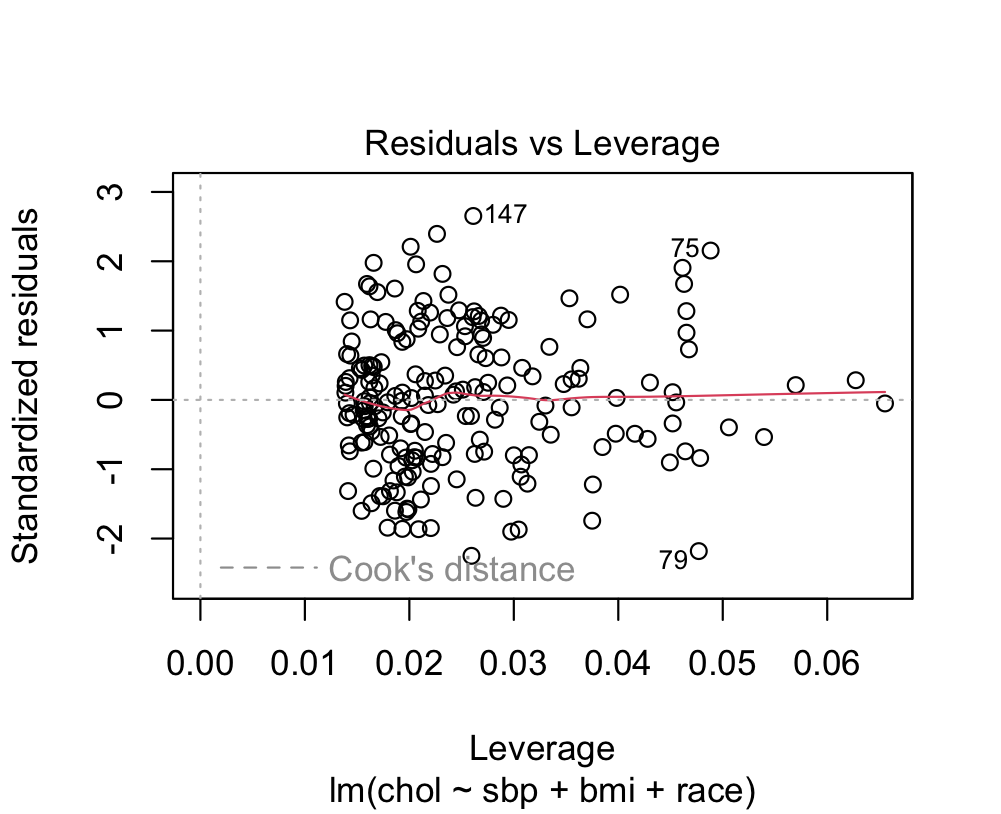 Residuals vs Leverage
Standardized residuals
3
2
1
0
-1
-2
147
75
79
Cook's distance
0.00 0.01 0.02 0.03 0.04 0.05 0.06
Leverage
lm(chol ~ sbp + bmi + race)